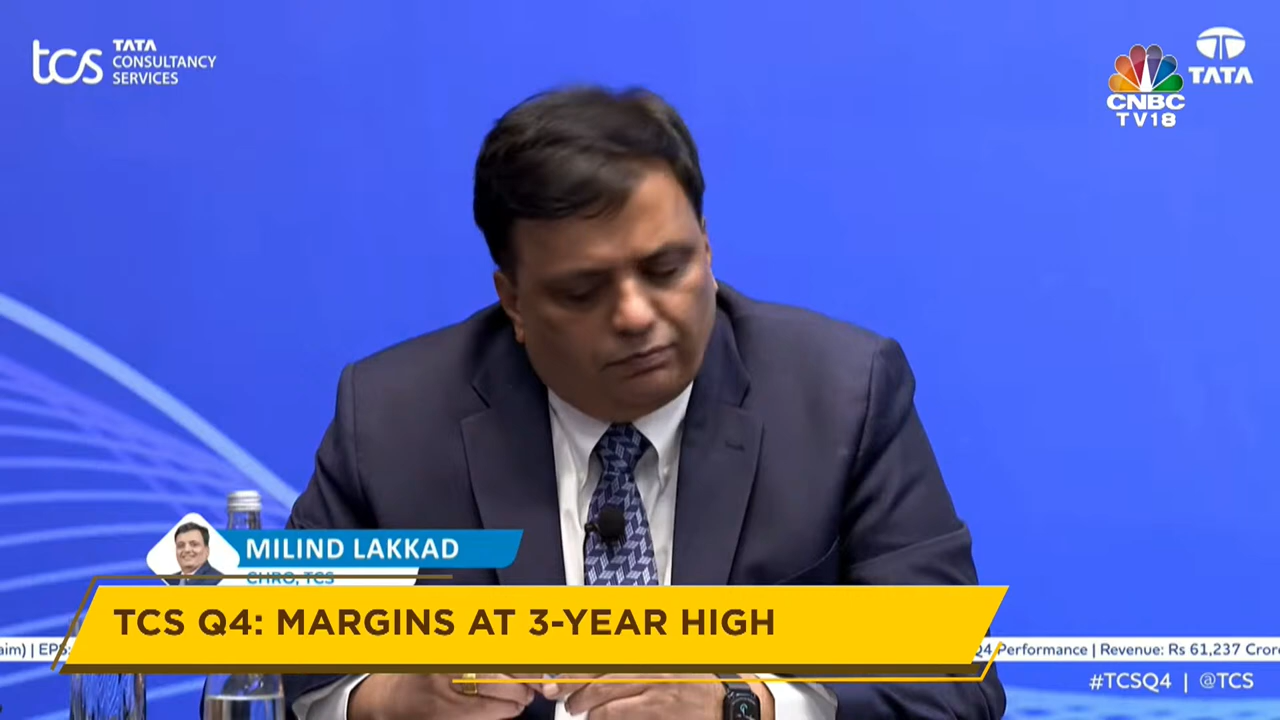 tcs
TATA
CONSULTANCY
SERVICES
CNBC
TV18
TATA
MILIND LAKKAD
CHRO, TCS
TCS Q4: MARGINS AT 3-YEAR HIGH
aim) | EPS:
Q4 Performance | Revenue: Rs 61,237 Crore
#TCSQ4 | @TCS